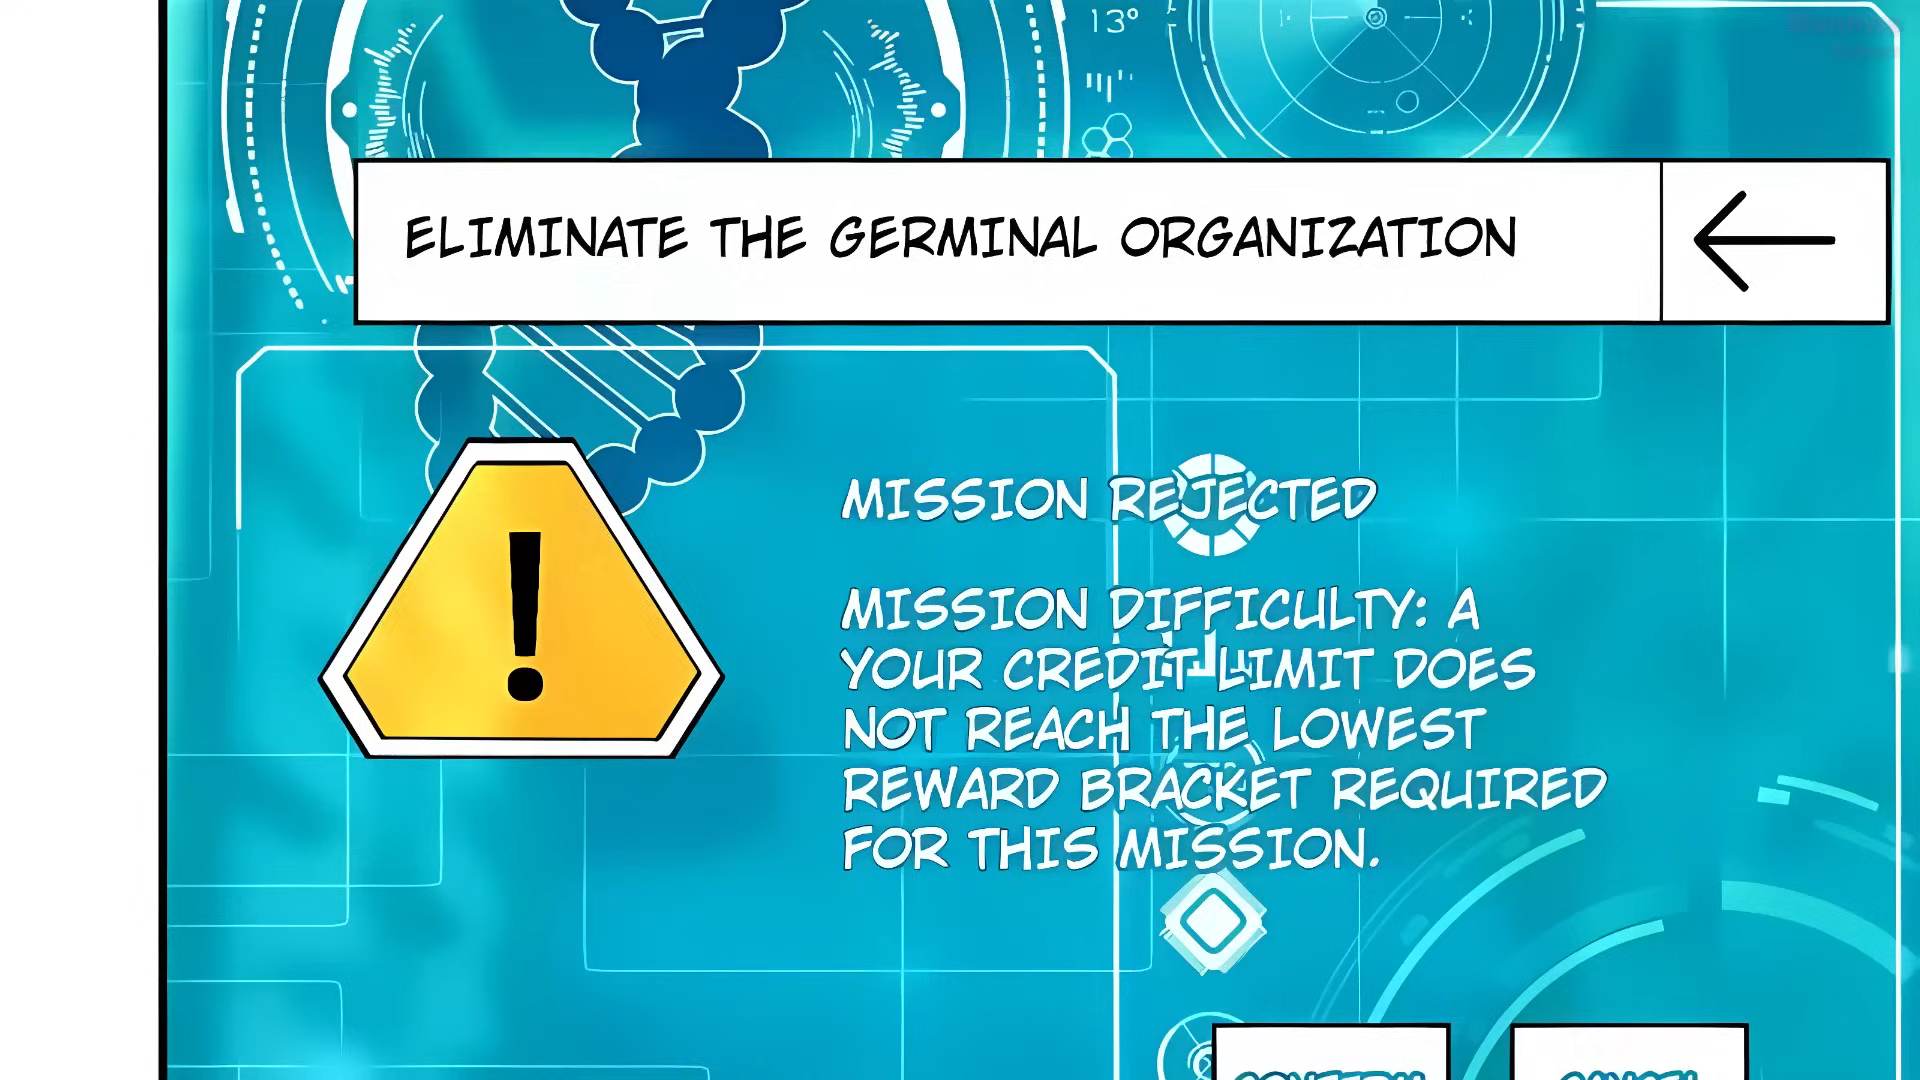 13°
ELIMINATE THE GERMINAL ORGANIZATION
MISSION REJECTED
MISSION DIFFICULTY: A
YOUR CREDIT LIMIT DOES
NOT REACH THE LOWEST
REWARD BRACKET REQUIRED
FOR THIS MISSION.